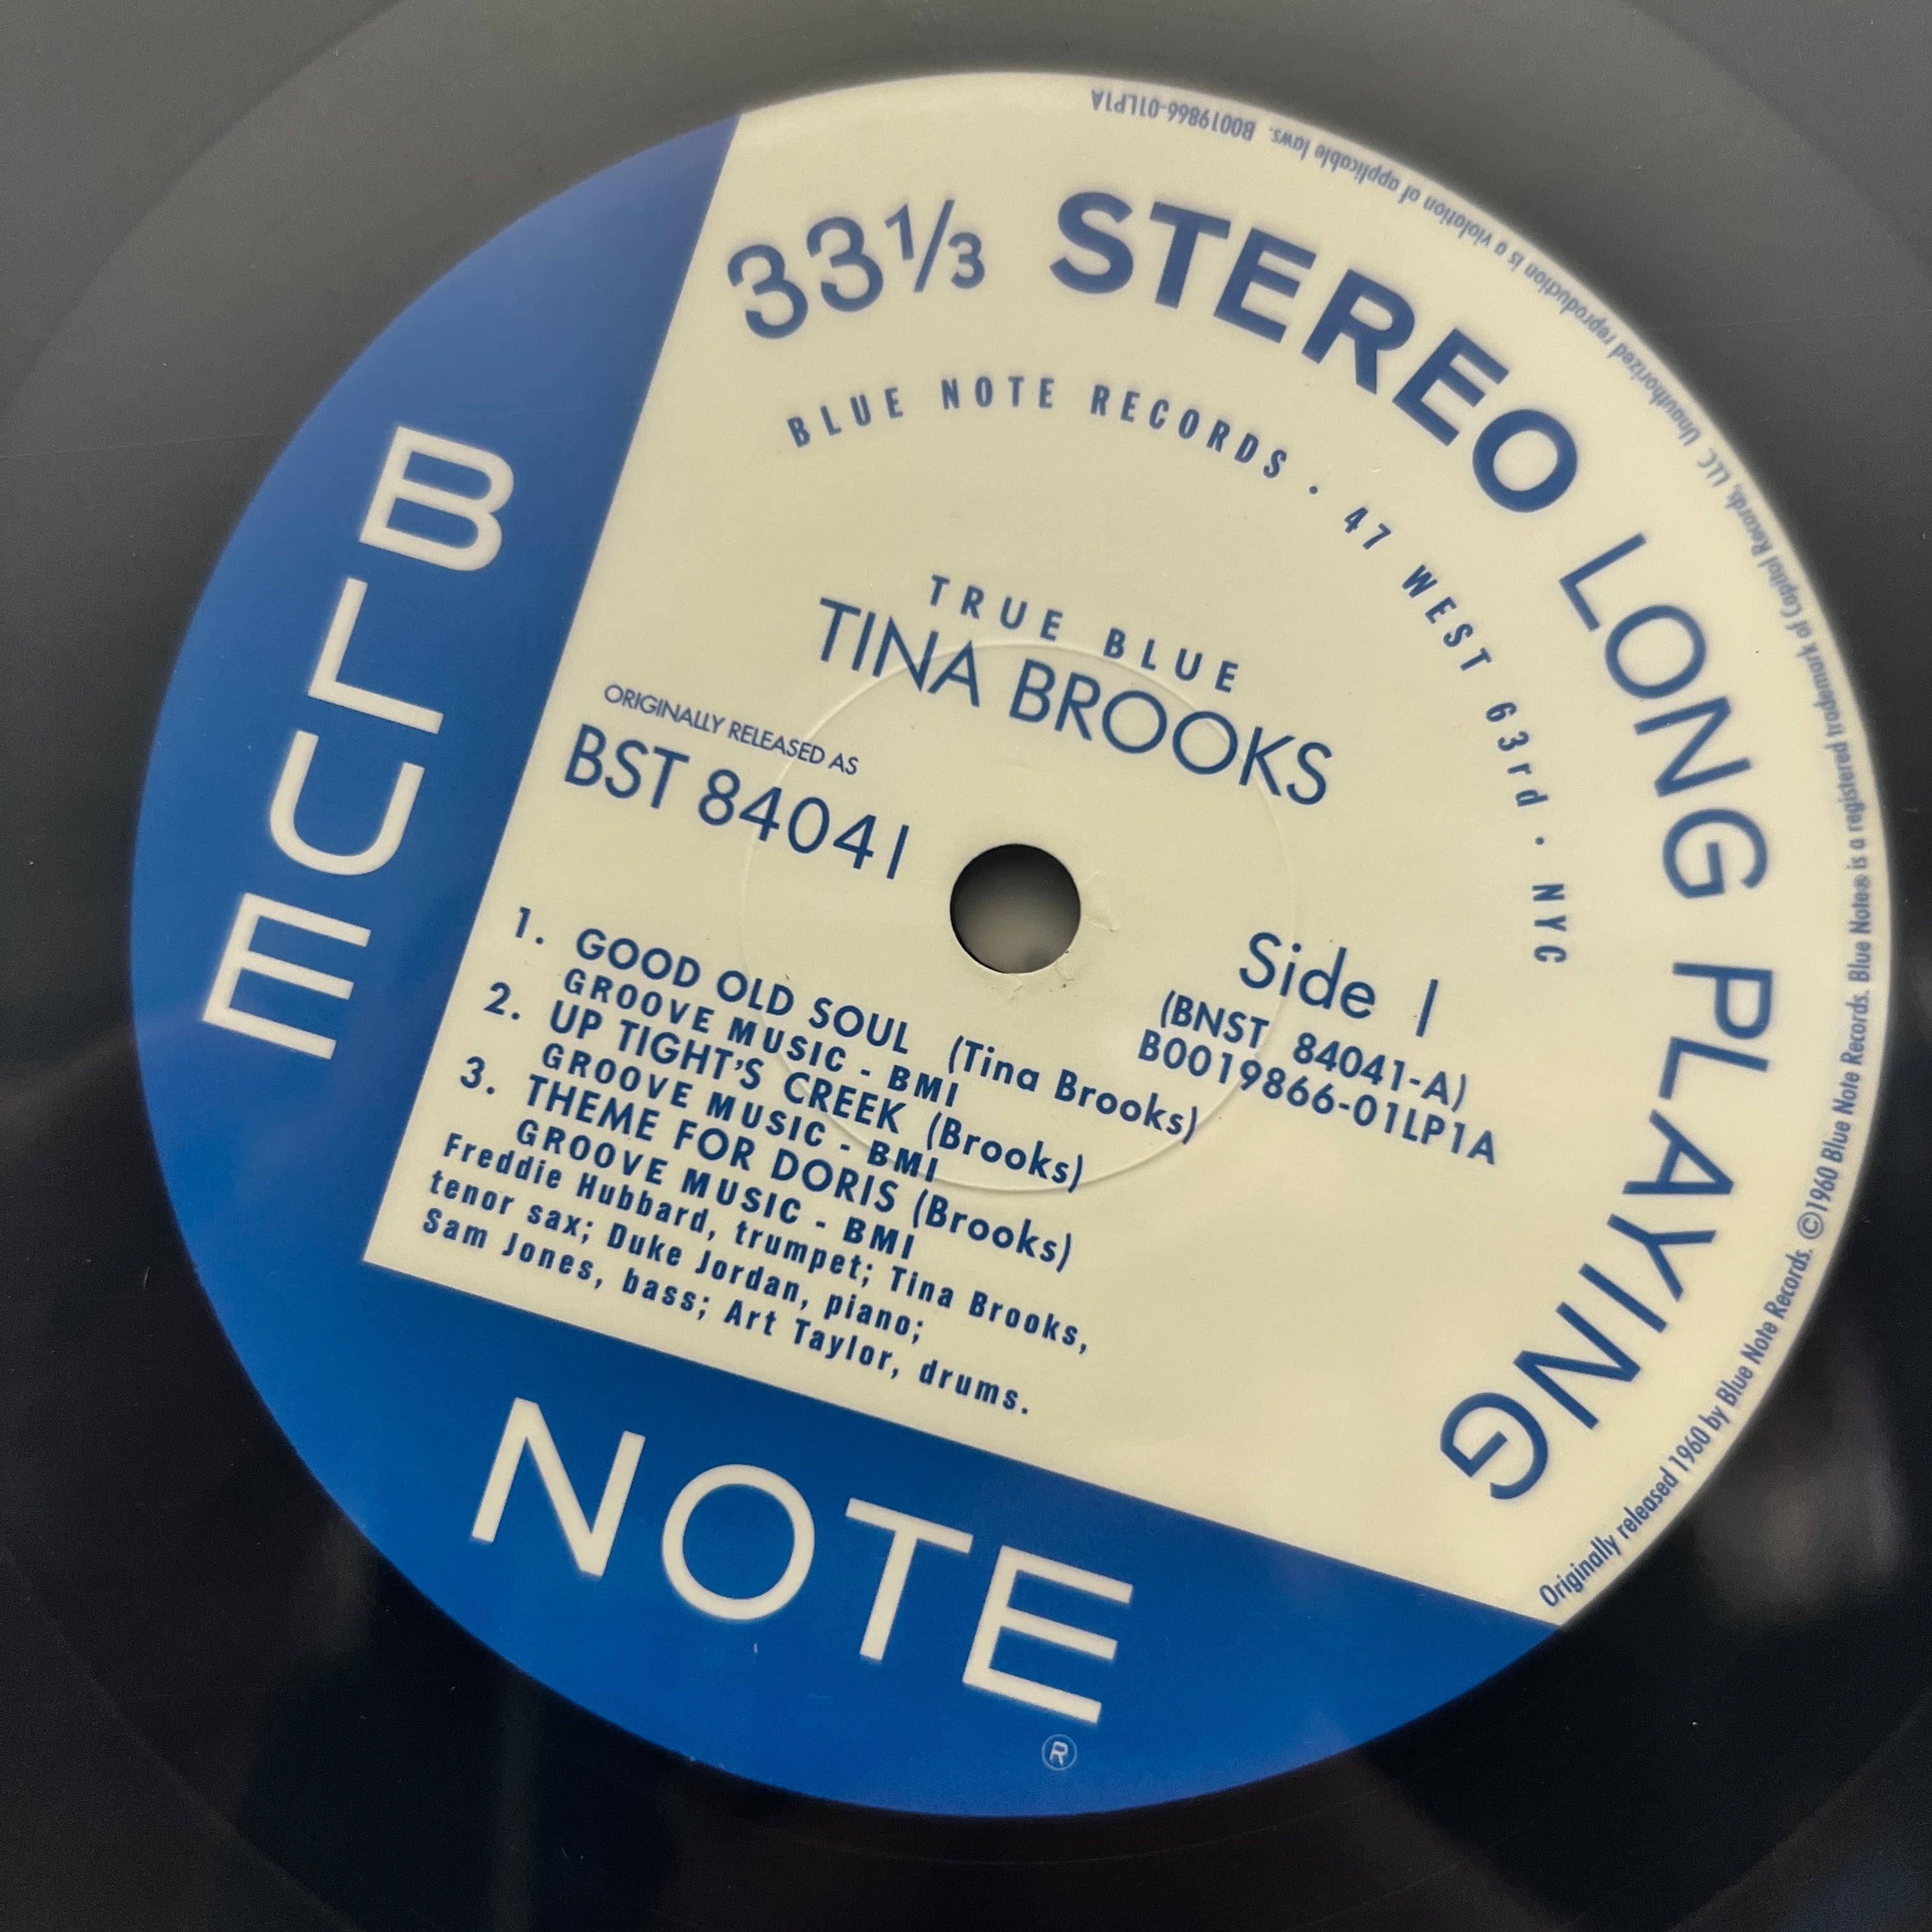 33⅓ STEREO LONG PLAYING
BLUE NOTE RECORDS · 47 WEST 63rd · NYC
TRUE BLUE
TINA BROOKS
ORIGINALLY RELEASED AS
BST 84041
Side 1
(BNST 84041-A)
B0019866-01LP1A
1. GOOD OLD SOUL (Tina Brooks)
GROOVE MUSIC - BMI
2. UP TIGHT'S CREEK (Brooks)
GROOVE MUSIC - BMI
3. THEME FOR DORIS (Brooks)
GROOVE MUSIC - BMI
Freddie Hubbard, trumpet; Tina Brooks,
tenor sax; Duke Jordan, piano;
Sam Jones, bass; Art Taylor, drums.
BLUE
NOTE
®
Originally released 1960 by Blue Note Records. ©1960 Blue Note Records. Blue Note® is a registered trademark of Capitol Records, LLC. Unauthorized reproduction is a violation of applicable laws. B0019866-01LP1A